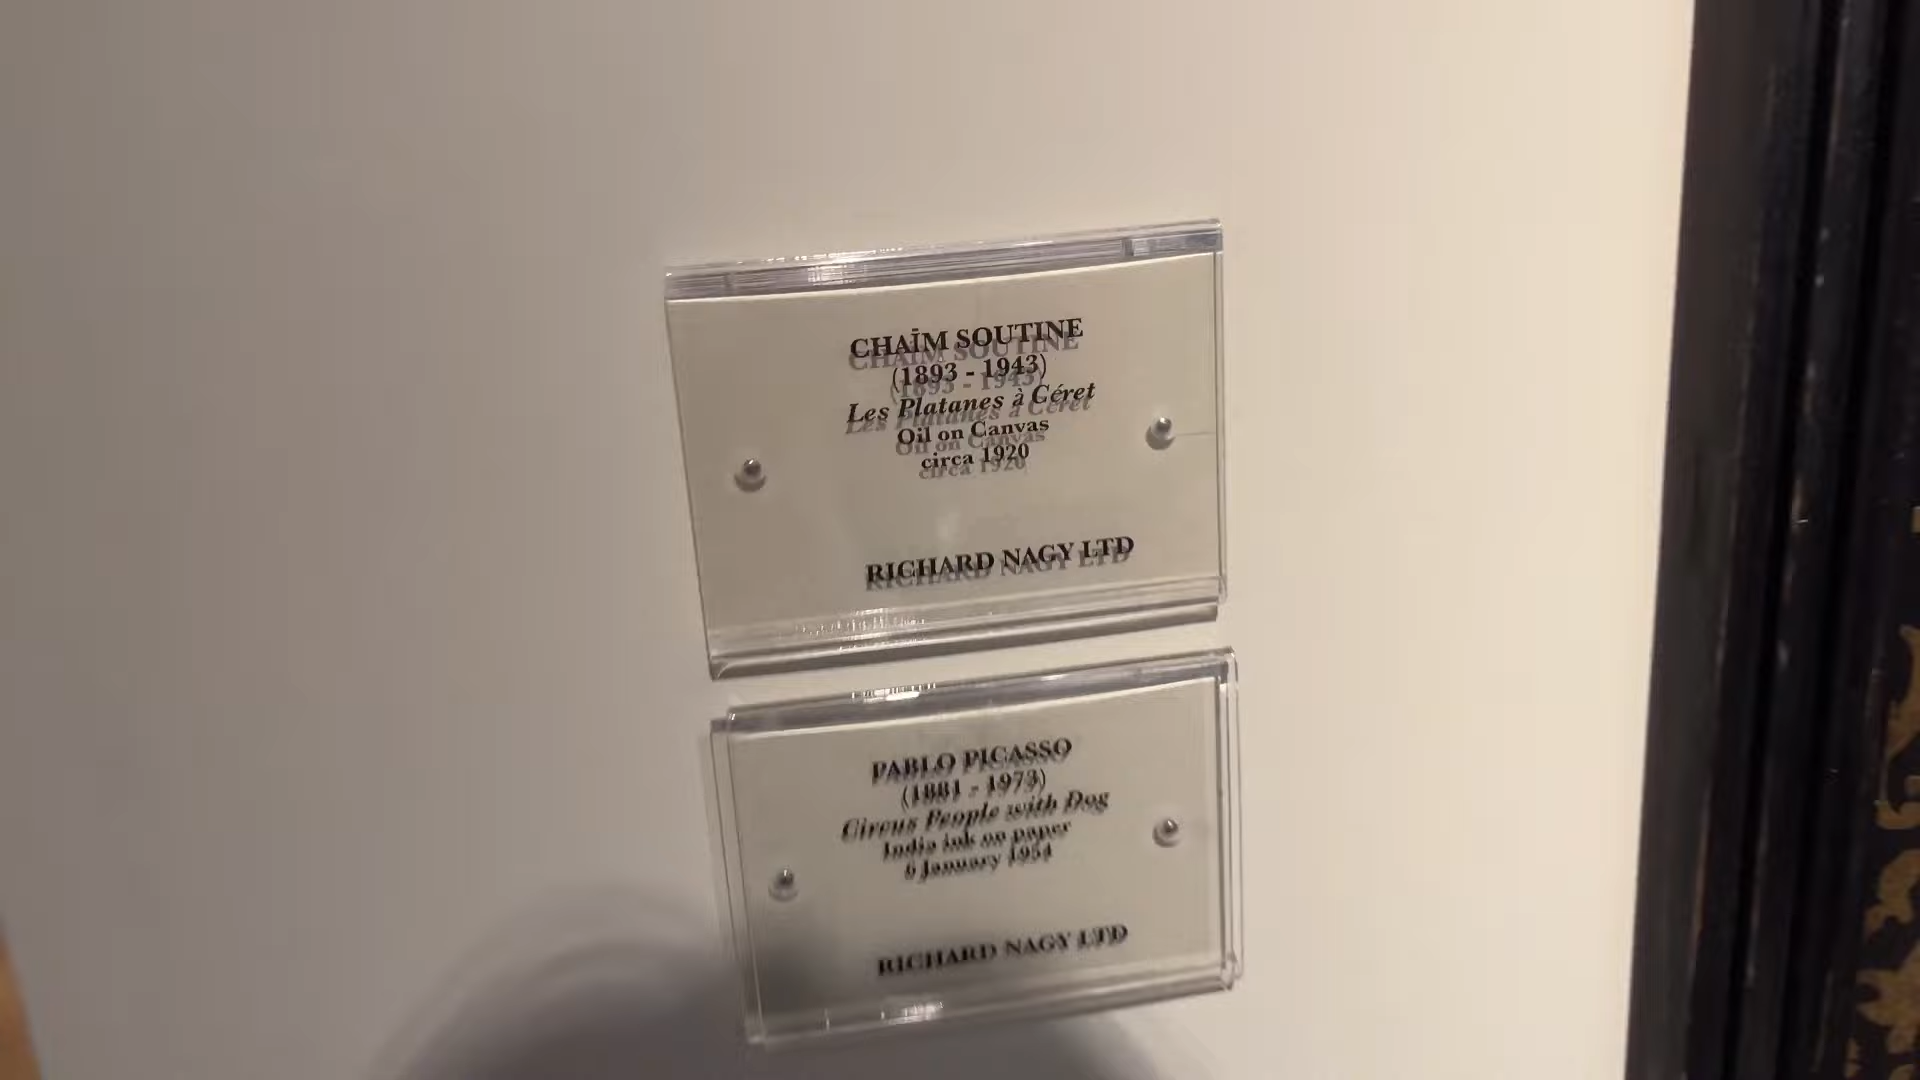 CHAÏM SOUTINE
(1893 - 1943)
Les Platanes à Céret
Oil on Canvas
circa 1920
RICHARD NAGY LTD
PABLO PICASSO
(1881 - 1973)
Circus People with Dog
India ink on paper
6 January 1954
RICHARD NAGY LTD